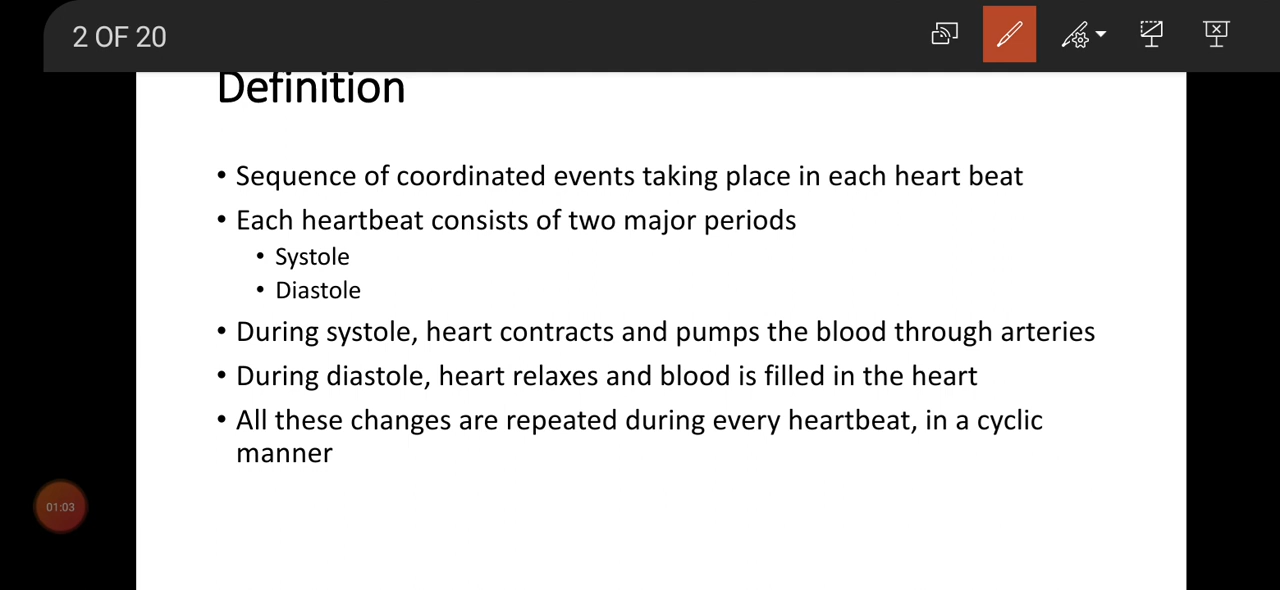 2 OF 20
Definition
• Sequence of coordinated events taking place in each heart beat
• Each heartbeat consists of two major periods
• Systole
• Diastole
• During systole, heart contracts and pumps the blood through arteries
• During diastole, heart relaxes and blood is filled in the heart
• All these changes are repeated during every heartbeat, in a cyclic
manner
01:03